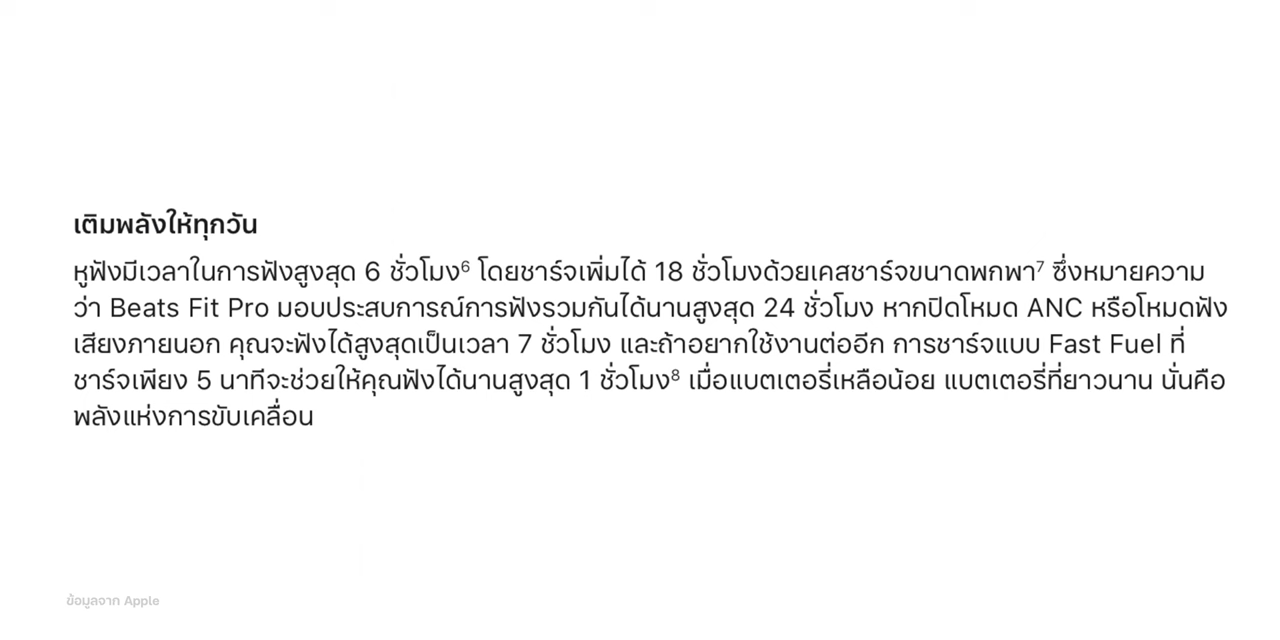 เติมพลังให้ทุกวัน
หูฟังมีเวลาในการฟังสูงสุด 6 ชั่วโมง⁶ โดยชาร์จเพิ่มได้ 18 ชั่วโมงด้วยเคสชาร์จขนาดพกพา⁷ ซึ่งหมายความ
ว่า Beats Fit Pro มอบประสบการณ์การฟังรวมกันได้นานสูงสุด 24 ชั่วโมง หากปิดโหมด ANC หรือโหมดฟัง
เสียงภายนอก คุณจะฟังได้สูงสุดเป็นเวลา 7 ชั่วโมง และถ้าอยากใช้งานต่ออีก การชาร์จแบบ Fast Fuel ที่
ชาร์จเพียง 5 นาทีจะช่วยให้คุณฟังได้นานสูงสุด 1 ชั่วโมง⁸ เมื่อแบตเตอรี่เหลือน้อย แบตเตอรี่ที่ยาวนาน นั่นคือ
พลังแห่งการขับเคลื่อน
ข้อมูลจาก Apple